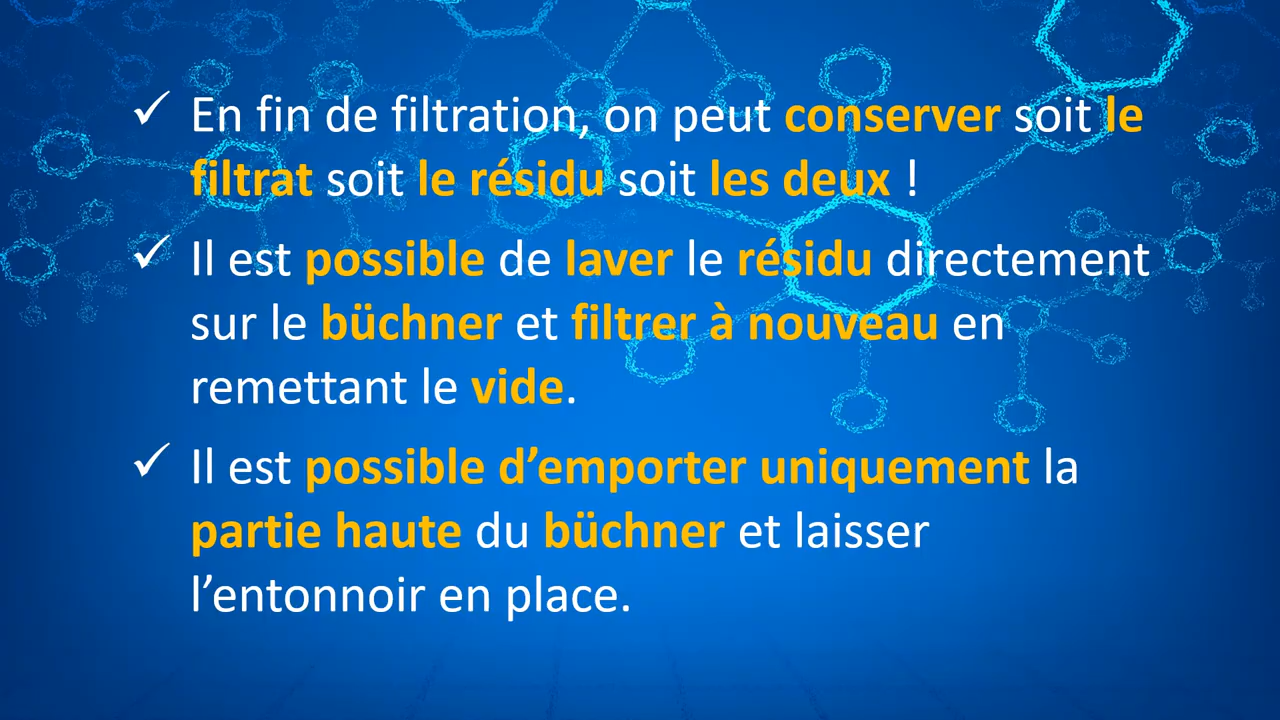 ✓ En fin de filtration, on peut conserver soit le
filtrat soit le résidu soit les deux !
✓ Il est possible de laver le résidu directement
sur le büchner et filtrer à nouveau en
remettant le vide.
✓ Il est possible d’emporter uniquement la
partie haute du büchner et laisser
l’entonnoir en place.